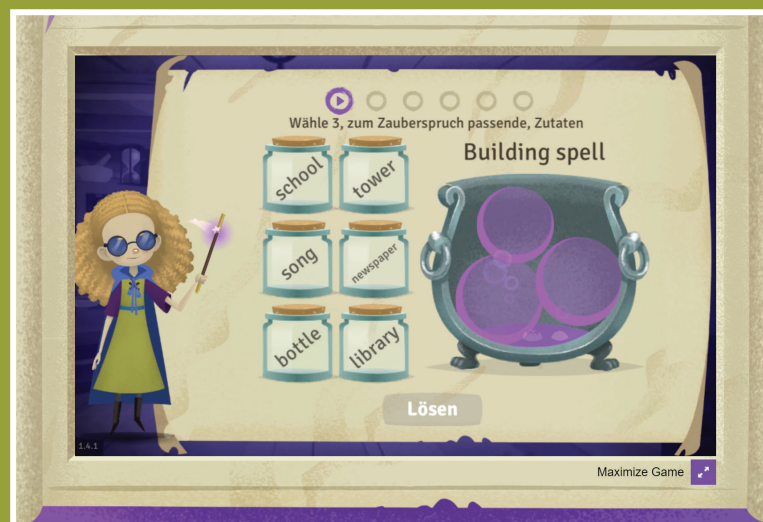 Wähle 3, zum Zauberspruch passende, Zutaten
Building spell
school
tower
song
newspaper
bottle
library
Lösen
1.4.1
Maximize Game